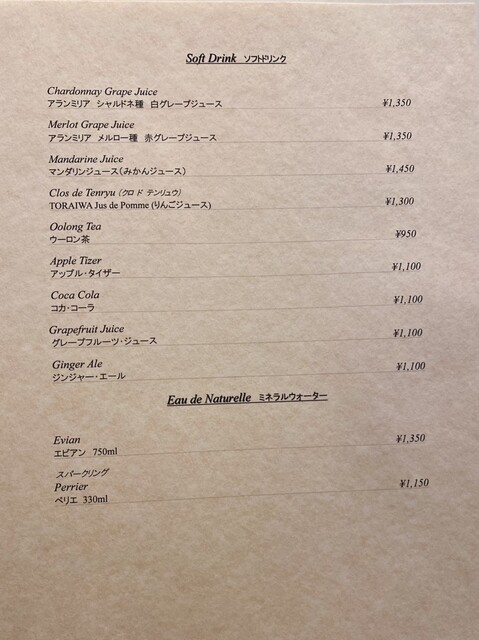 Soft Drink ソフトドリンク
Chardonnay Grape Juice
アランミリア シャルドネ種 白グレープジュース ¥1,350
Merlot Grape Juice
アランミリア メルロー種 赤グレープジュース ¥1,350
Mandarine Juice
マンダリンジュース(みかんジュース) ¥1,450
Clos de Tenryu (クロ ド テンリュウ)
TORAIWA Jus de Pomme (りんごジュース) ¥1,300
Oolong Tea
ウーロン茶 ¥950
Apple Tizer
アップル・タイザー ¥1,100
Coca Cola
コカ・コーラ ¥1,100
Grapefruit Juice
グレープフルーツ・ジュース ¥1,100
Ginger Ale
ジンジャー・エール ¥1,100
Eau de Naturelle ミネラルウォーター
Evian
エビアン 750ml ¥1,350
スパークリング
Perrier ¥1,150
ペリエ 330ml